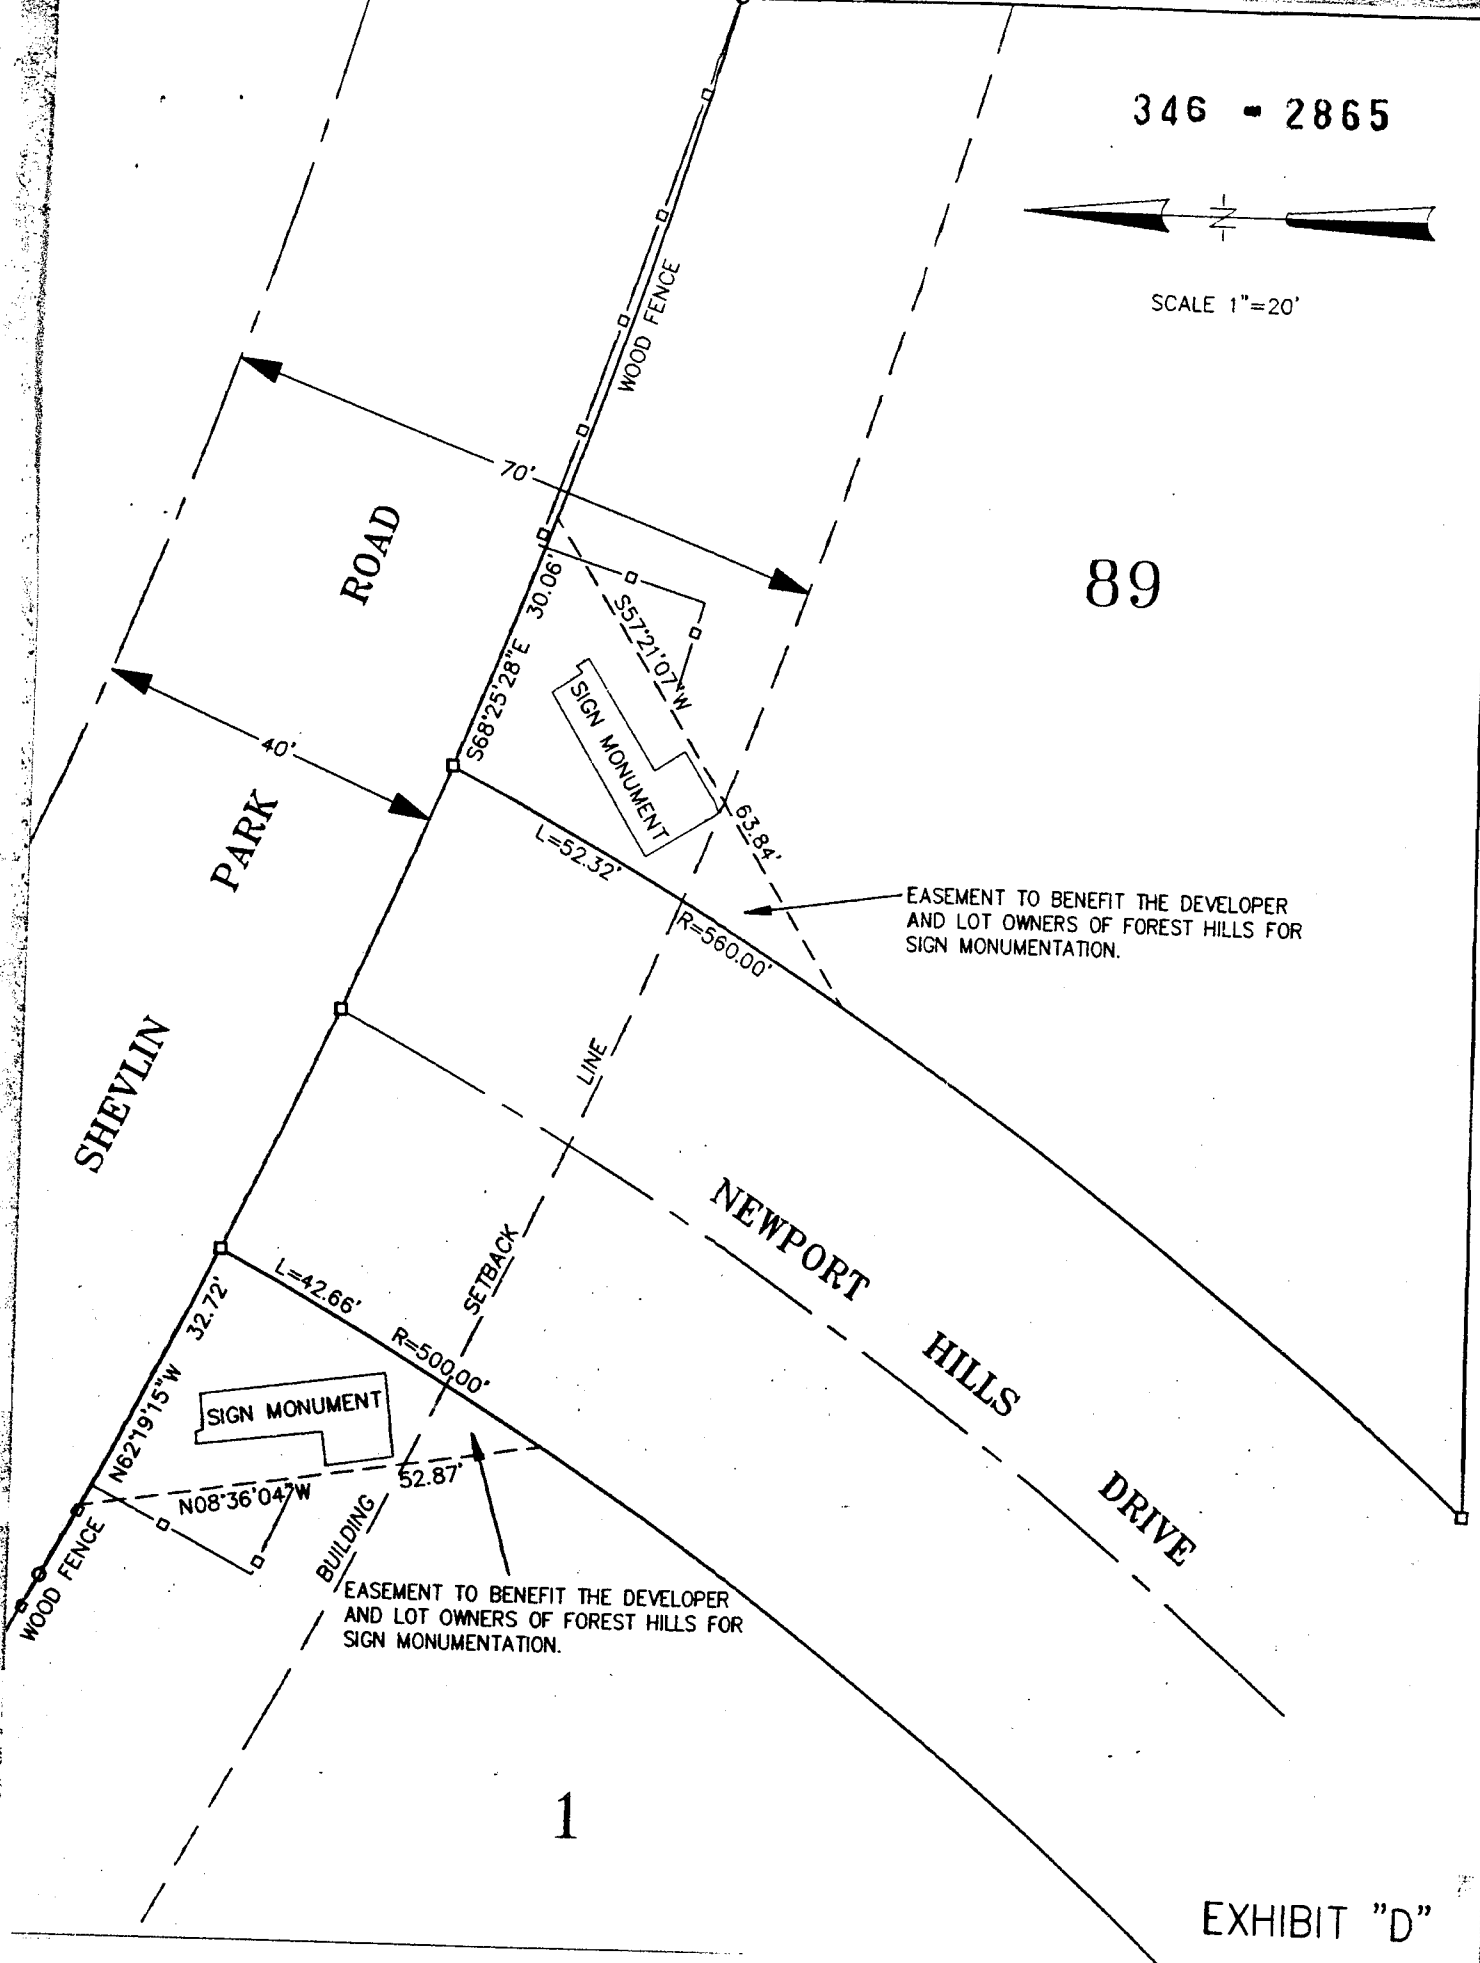 346 - 2865
N
SCALE 1"=20'
WOOD FENCE
70'
ROAD
89
S68°25'28"E 30.06'
S57°21'07"W
63.84'
SIGN MONUMENT
40'
PARK
L=52.32'
R=560.00'
EASEMENT TO BENEFIT THE DEVELOPER
AND LOT OWNERS OF FOREST HILLS FOR
SIGN MONUMENTATION.
SHEVLIN
LINE
NEWPORT
HILLS
DRIVE
SETBACK
L=42.66'
R=500.00'
N62°19'15"W 32.72'
SIGN MONUMENT
N08°36'04"W
52.87'
WOOD FENCE
BUILDING
EASEMENT TO BENEFIT THE DEVELOPER
AND LOT OWNERS OF FOREST HILLS FOR
SIGN MONUMENTATION.
1
EXHIBIT "D"